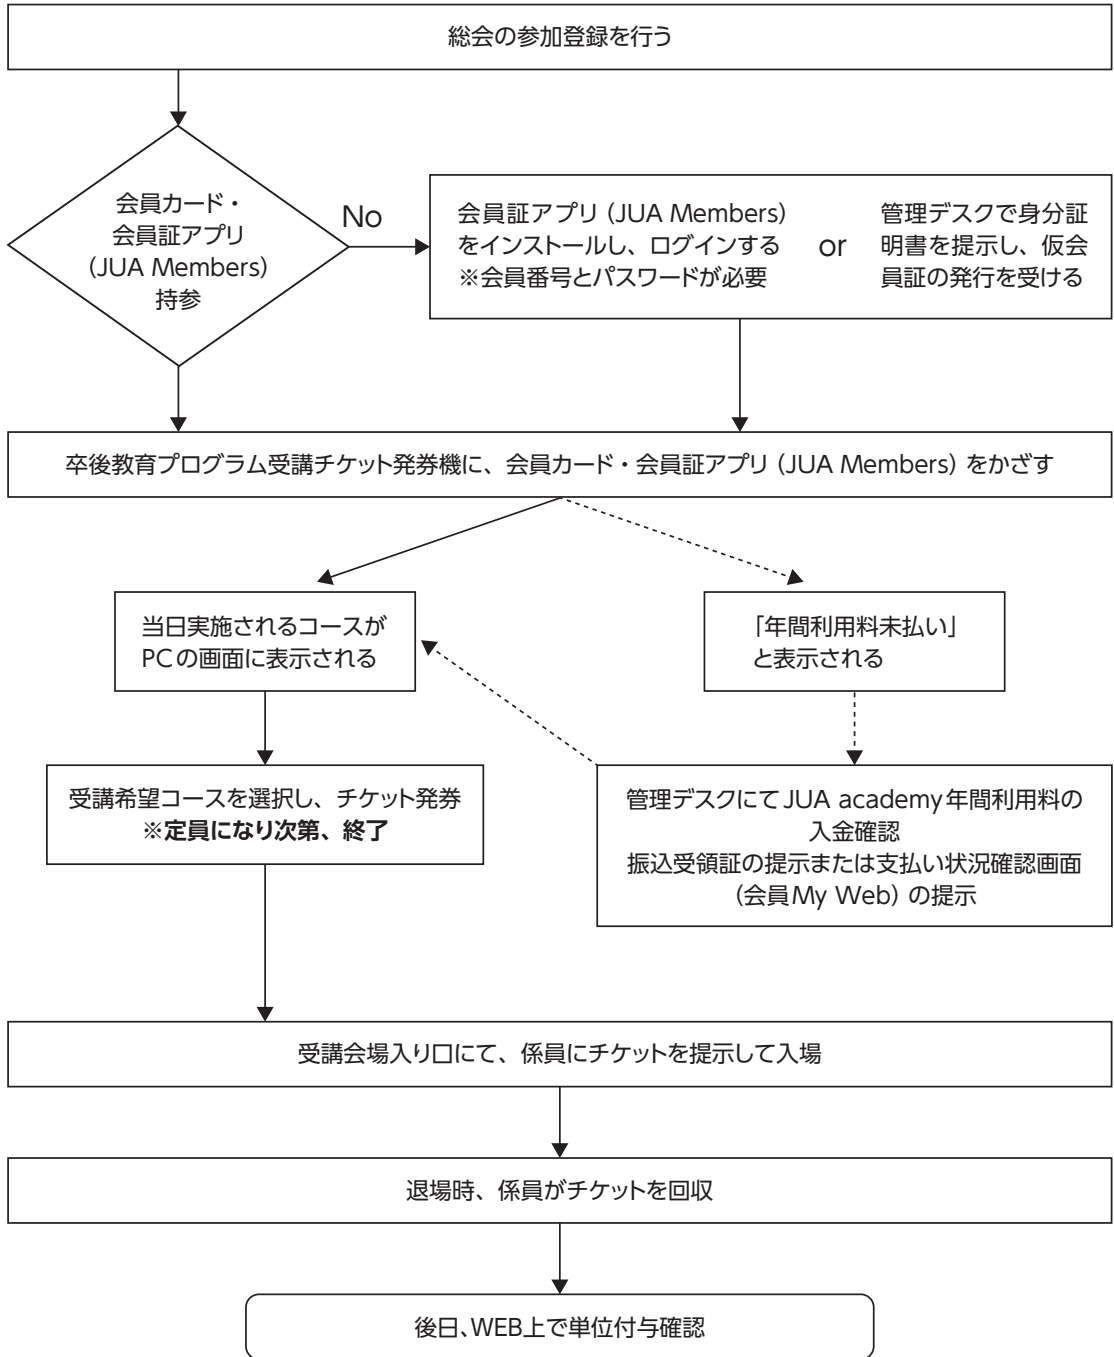 総会の参加登録を行う
会員カード・
会員証アプリ
（JUA Members）
持参
No
会員証アプリ（JUA Members）
をインストールし、ログインする
※会員番号とパスワードが必要
or
管理デスクで身分証
明書を提示し、仮会
員証の発行を受ける
卒後教育プログラム受講チケット発券機に、会員カード・会員証アプリ（JUA Members）をかざす
当日実施されるコースが
PCの画面に表示される
「年間利用料未払い」
と表示される
受講希望コースを選択し、チケット発券
※定員になり次第、終了
管理デスクにてJUA academy年間利用料の
入金確認
振込受領証の提示または支払い状況確認画面
（会員My Web）の提示
受講会場入り口にて、係員にチケットを提示して入場
退場時、係員がチケットを回収
後日、WEB上で単位付与確認